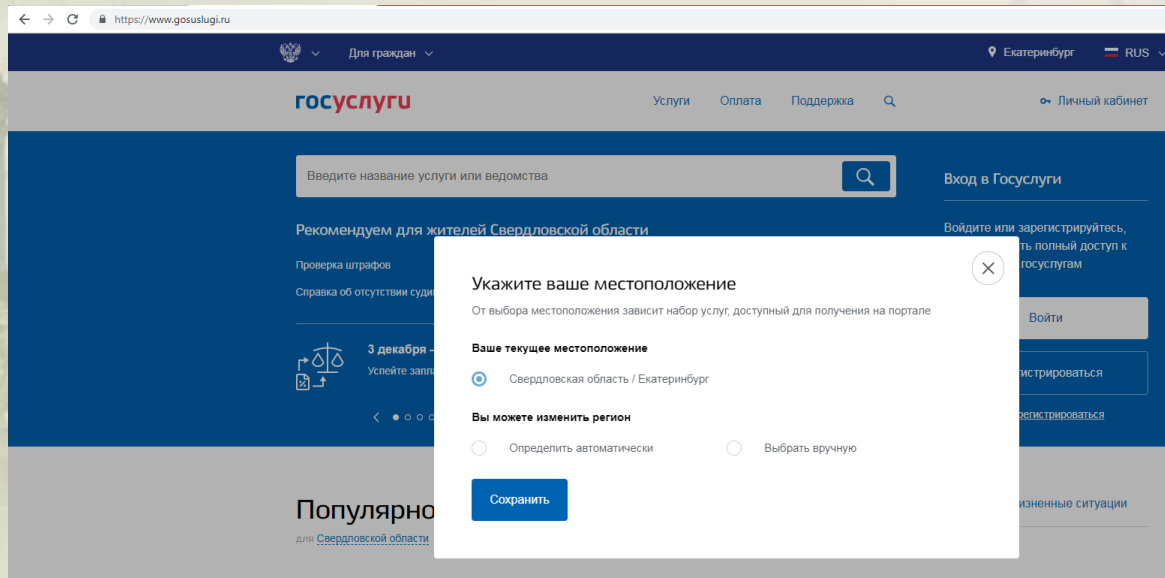 https://www.gosuslugi.ru
Для граждан
Екатеринбург
RUS
госуслуги
Услуги
Оплата
Поддержка
Личный кабинет
Введите название услуги или ведомства
Рекомендуем для жителей Свердловской области
Проверка штрафов
Справка об отсутствии суди
3 декабря –
Успейте запла
Вход в Госуслуги
Войдите или зарегистрируйтесь,
ть полный доступ к
госуслугам
Войти
гистрироваться
регистрироваться
Укажите ваше местоположение
От выбора местоположения зависит набор услуг, доступный для получения на портале
Ваше текущее местоположение
Свердловская область / Екатеринбург
Вы можете изменить регион
Определить автоматически
Выбрать вручную
Сохранить
Популярно
для Свердловской области
изненные ситуации